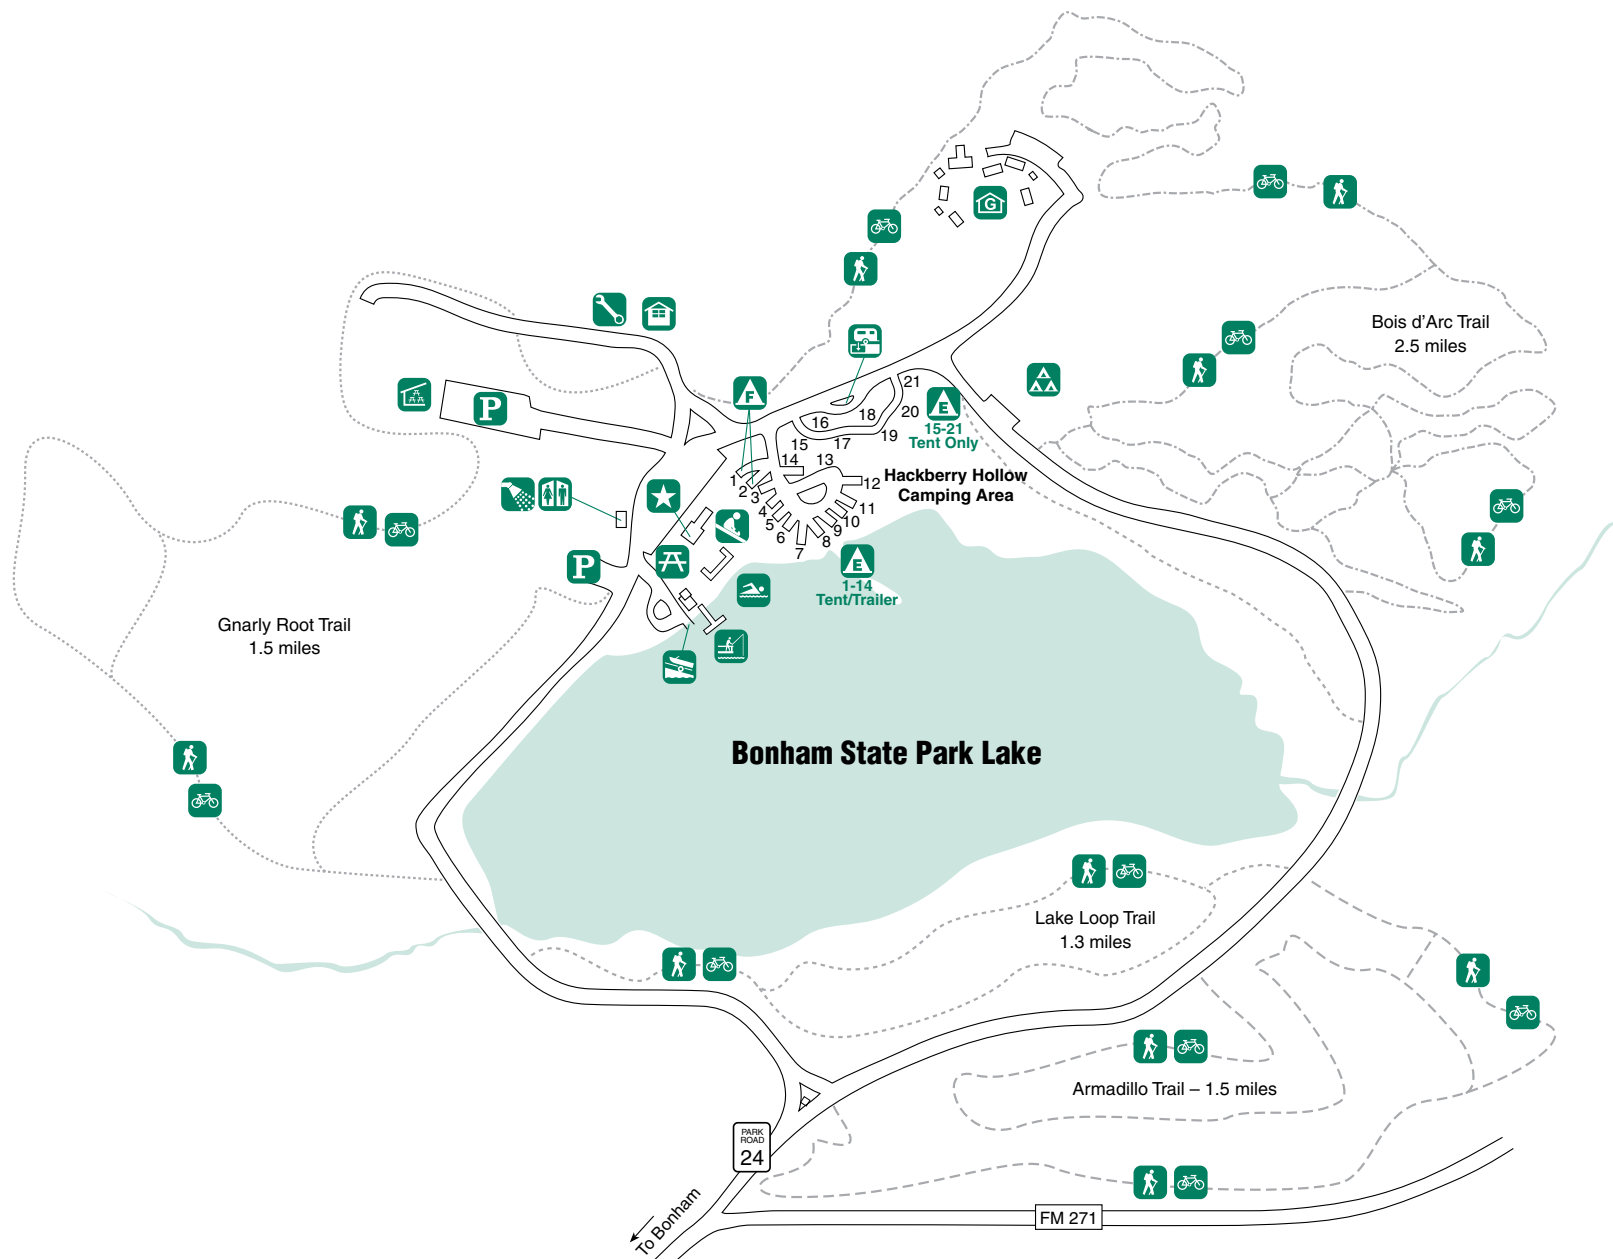 G
Bois d’Arc Trail
2.5 miles
P
F
21
20
19
18
17
16
15
14
13
12
11
10
9
8
7
6
5
4
3
2
1
E
15-21
Tent Only
Hackberry Hollow
Camping Area
P
E
1-14
Tent/Trailer
Gnarly Root Trail
1.5 miles
Bonham State Park Lake
Lake Loop Trail
1.3 miles
Armadillo Trail – 1.5 miles
PARK
ROAD
24
To Bonham
FM 271